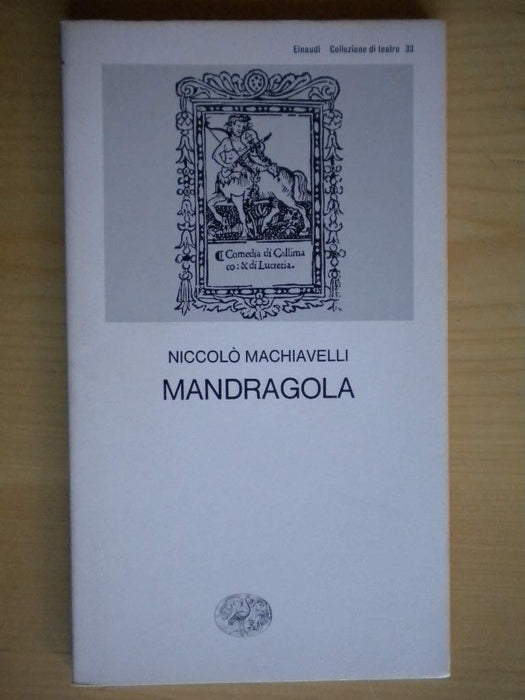 Einaudi Collezione di teatro 33
¶ Comedia di Callima
co: & di Lucretia.
NICCOLÒ MACHIAVELLI
MANDRAGOLA